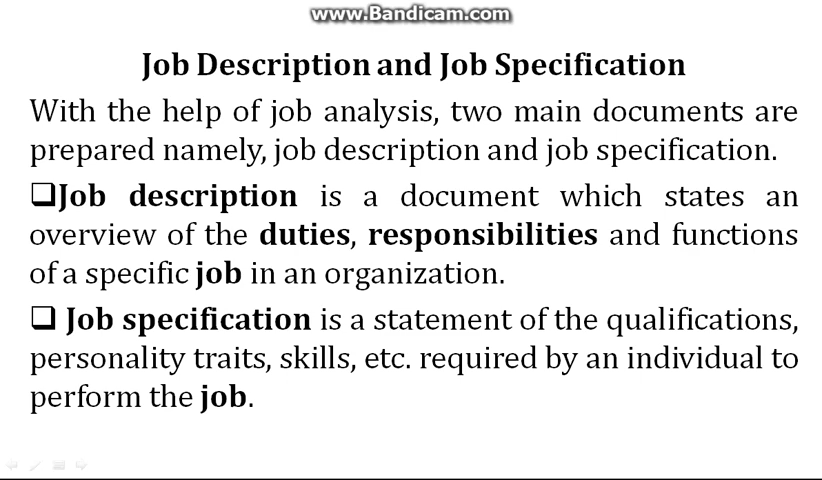 www.Bandicam.com
Job Description and Job Specification
With the help of job analysis, two main documents are
prepared namely, job description and job specification.
❑Job description is a document which states an
overview of the duties, responsibilities and functions
of a specific job in an organization.
❑ Job specification is a statement of the qualifications,
personality traits, skills, etc. required by an individual to
perform the job.